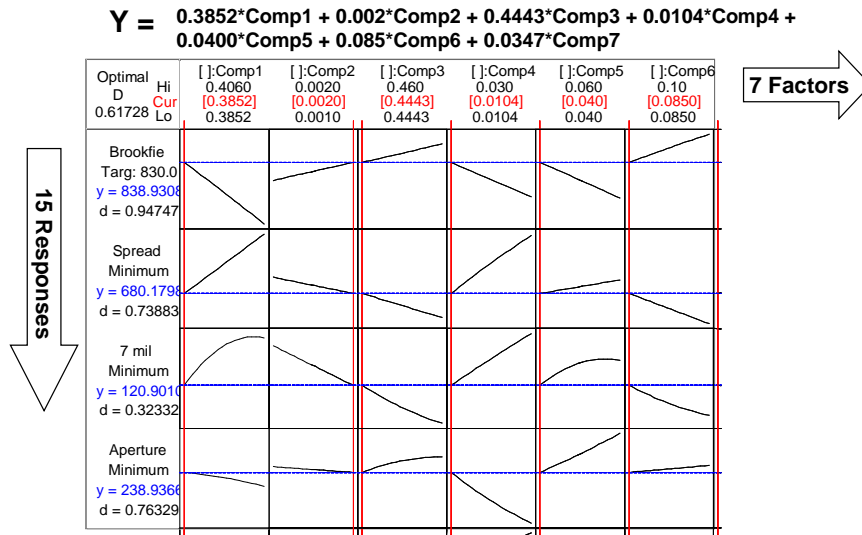 Y = 0.3852*Comp1 + 0.002*Comp2 + 0.4443*Comp3 + 0.0104*Comp4 +
0.0400*Comp5 + 0.085*Comp6 + 0.0347*Comp7
7 Factors
15 Responses
Optimal D 0.61728
Hi Cur Lo
[ ]:Comp1 0.4060 [0.3852] 0.3852
[ ]:Comp2 0.0020 [0.0020] 0.0010
[ ]:Comp3 0.460 [0.4443] 0.4443
[ ]:Comp4 0.030 [0.0104] 0.0104
[ ]:Comp5 0.060 [0.040] 0.040
[ ]:Comp6 0.10 [0.0850] 0.0850
Brookfie
Targ: 830.0
y = 838.9308
d = 0.94747
Spread
Minimum
y = 680.1798
d = 0.73883
7 mil
Minimum
y = 120.9010
d = 0.32332
Aperture
Minimum
y = 238.9366
d = 0.76329